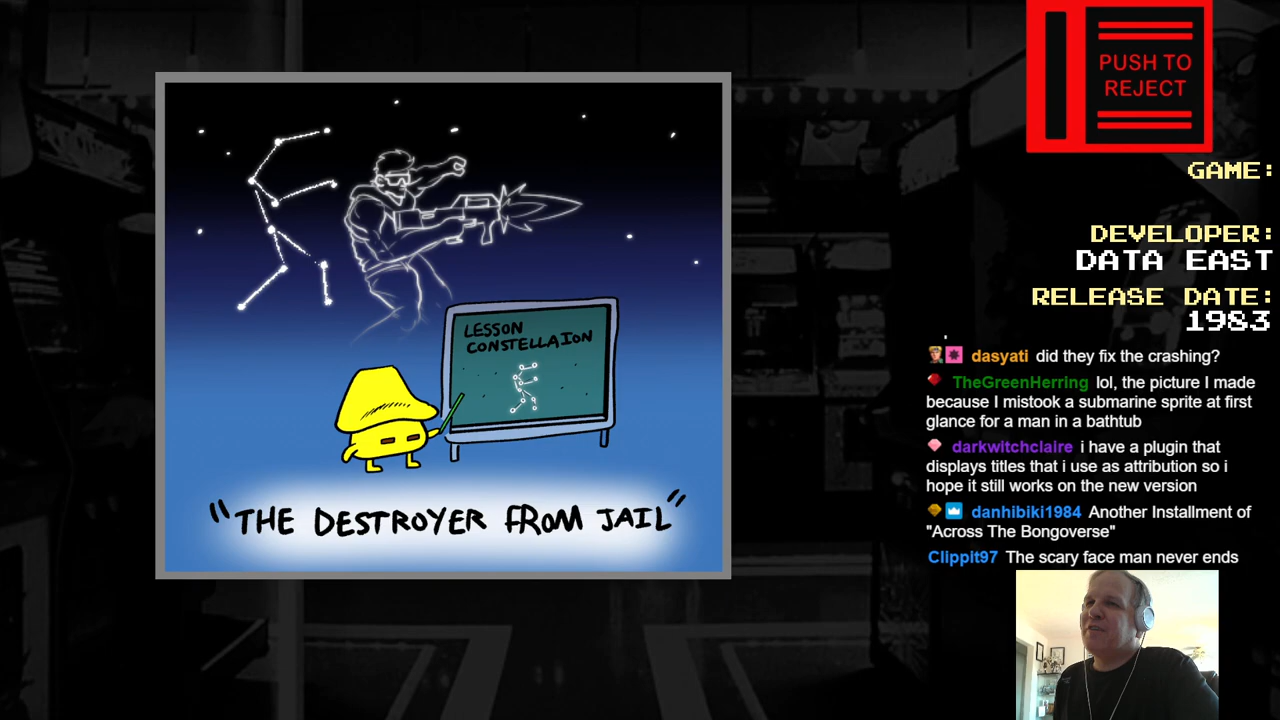 PUSH TO
REJECT
GAME:
DEVELOPER:
DATA EAST
RELEASE DATE:
1983
LESSON
CONSTELLAION
"THE DESTROYER FROM JAIL"
dasyati did they fix the crashing?
TheGreenHerring lol, the picture I made
because I mistook a submarine sprite at first
glance for a man in a bathtub
darkwitchclaire i have a plugin that
displays titles that i use as attribution so i
hope it still works on the new version
danhibiki1984 Another Installment of
"Across The Bongoverse"
Clippit97 The scary face man never ends